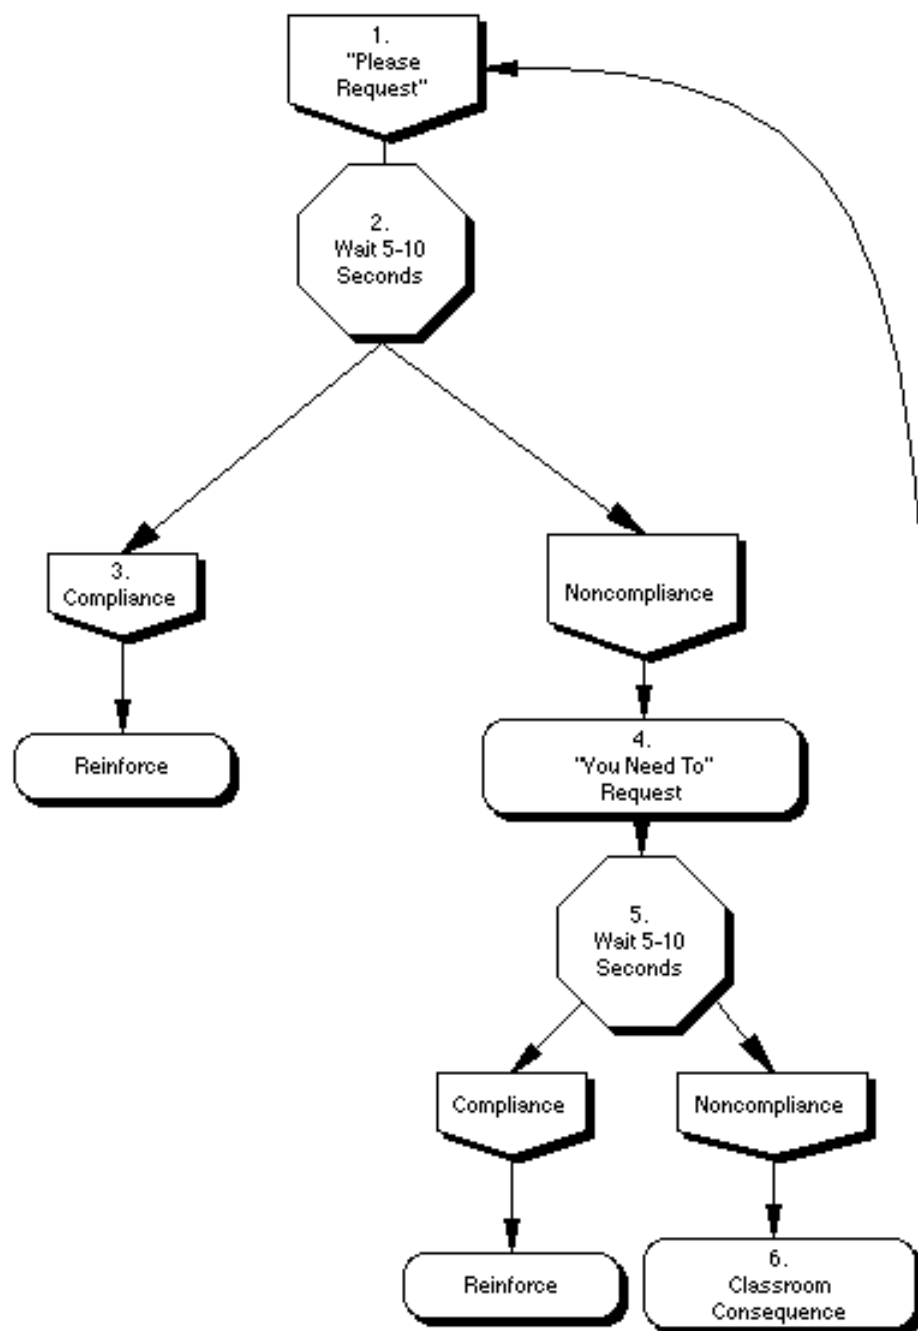 1.
"Please
Request"
2.
Wait 5-10
Seconds
3.
Compliance
Noncompliance
Reinforce
4.
"You Need To"
Request
5.
Wait 5-10
Seconds
Compliance
Noncompliance
Reinforce
6.
Classroom
Consequence